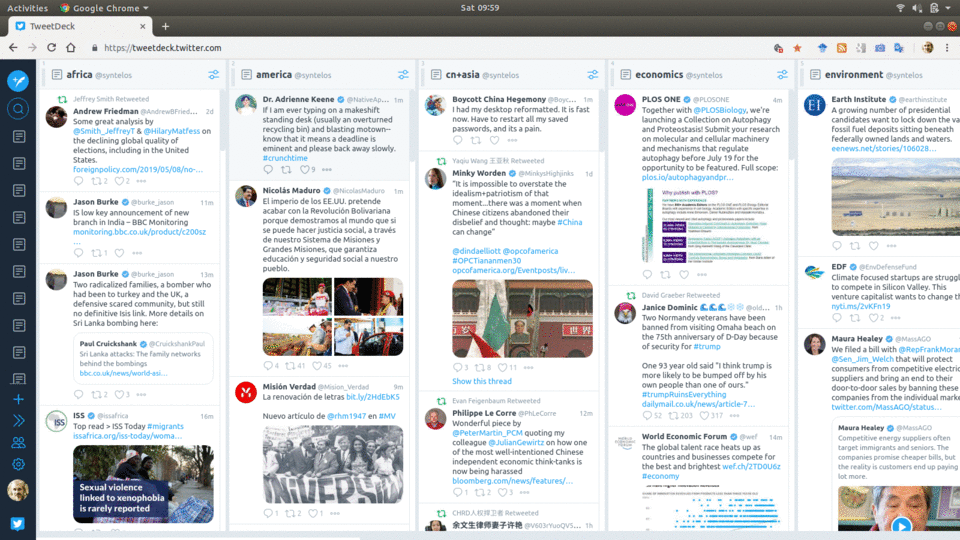 Activities
Google Chrome
Sat 09:59
TweetDeck
https://tweetdeck.twitter.com
1
africa @syntelos
Jeffrey Smith Retweeted
Andrew Friedman @AndrewBFried... 2d
Some great analysis by
@Smith_JeffreyT & @HilaryMatfess on
the declining global quality of
elections, including in the United
States.
foreignpolicy.com/2019/05/08/no-...
2 2
Jason Burke @burke_jason 11m
IS low key announcement of new
branch in India – BBC Monitoring
monitoring.bbc.co.uk/product/c200sz
...
1
Jason Burke @burke_jason 13m
Two radicalized families, a bomber who
had been to turkey and the UK, a
defensive scared community, but still
no definitive Isis link. More details on
Sri Lanka bombing here:
Paul Cruickshank @CruickshankPaul
Sri Lanka attacks: The family networks
behind the bombings
bbc.co.uk/news/world-asi...
2 3
ISS @issafrica 16m
Top read > ISS Today #migrants
issafrica.org/iss-today/woma...
Sexual violence
linked to xenophobia
is rarely reported
2
america @syntelos
Dr. Adrienne Keene @NativeAp... 1m
If i am ever typing on a makeshift
standing desk (usually an overturned
recycling bin) and blasting motown--
know that it means a deadline is
eminent and please back away slowly.
#crunchtime
9
Nicolás Maduro @NicolasMaduro 1m
El imperio de los EE.UU. pretende
acabar con la Revolución Bolivariana
porque demostramos al mundo que si
se puede hacer justicia social, a través
de nuestro Sistema de Misiones y
Grandes Misiones, que garantiza
educación y seguridad social a nuestro
pueblo.
4 41 45
Misión Verdad @Mision_Verdad 9m
La renovación de letras bit.ly/2HdEbK5
Nuevo artículo de @rhm1947 en #MV
UNIVERSI
1 2 1
3
cn+asia @syntelos
Boycott China Hegemony @Boyc... 1m
I had my desktop reformatted. It is fast
now. Have to restart all my saved
passwords, and its a pain.
Yaqiu Wang 王亚秋 Retweeted
Minky Worden @MinkysHighjinks 1d
"It is impossible to overstate the
idealism+patriotism of that
moment...there was a moment when
Chinese citizens abandoned their
disbelief and thought: maybe #China
can change"
@dindaelliott @opcofamerica
#OPCTiananmen30
opcofamerica.org/Eventposts/liv...
3 8 11
Show this thread
Evan Feigenbaum Retweeted
Philippe Le Corre @PhLeCorre 12m
Wonderful piece by
@PeterMartin_PCM quoting my
colleague @JulianGewirtz on how one
of the most well-intentioned Chinese
independent economic think-tanks is
now being harassed
bloomberg.com/news/features/...
1 2 3
CHRD人权捍卫者 Retweeted
余文生律师妻子许艳 @V603rYuoQV5... 1h
4
economics @syntelos
PLOS ONE @PLOSONE 4m
Together with @PLOSBiology, we're
launching a Collection on Autophagy
and Proteostasis! Submit your research
on molecular and cellular machinery
and mechanisms that regulate
autophagy before July 19 for the
opportunity to be featured. Full scope:
plos.io/autophagyandpr...
Why publish with PLOS?
David Graeber Retweeted
Janice Dominic @old... 1h
Two Normandy veterans have been
banned from visiting Omaha beach on
the 75th anniversary of D-Day because
of security for #trump
One 93 year old said "I think trump is
more likely to be bumped off by his
own people than one of ours."
#trumpRuinsEverything
dailymail.co.uk/news/article-7...
52 203 317
World Economic Forum @wef 14m
The global talent race heats up as
countries and businesses compete for
the best and brightest wef.ch/2TD0U6z
#economy
5
environment @syntelos
Earth Institute @earthinstitute
A growing number of presidential
candidates want to lock down the va
fossil fuel deposits sitting beneath
federally owned lands and waters.
eenews.net/stories/106028...
EDF @EnvDefenseFund
Climate focused startups are struggl
to compete in Silicon Valley. This
venture capitalist wants to change th
nyti.ms/2vKFn19
2
Maura Healey @MassAGO
We filed a bill with @RepFrankMoran
@Sen_Jim_Welch that will protect
consumers from competitive electric
suppliers and bring an end to their
door-to-door sales by banning these
companies from the individual market
twitter.com/MassAGO/status...
Maura Healey @MassAGO
Competitive energy suppliers often
target immigrants and seniors. The
companies promise cheaper bills, but
the reality is customers end up paying
lot more.